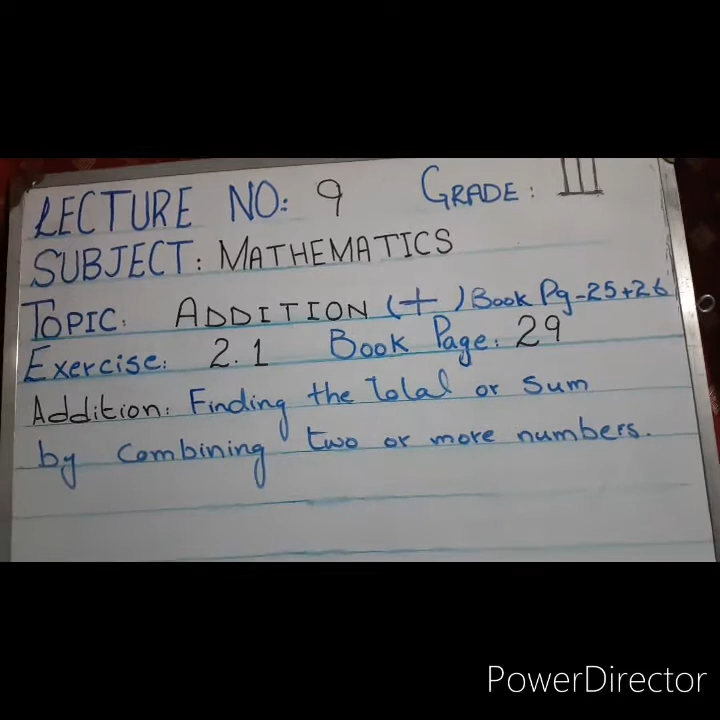 LECTURE NO: 9 GRADE: III
SUBJECT: MATHEMATICS
TOPIC: ADDITION (+) Book Pg-25+26
Exercise: 2.1 Book Page: 29
Addition: Finding the Total or Sum
by combining two or more numbers.
PowerDirector